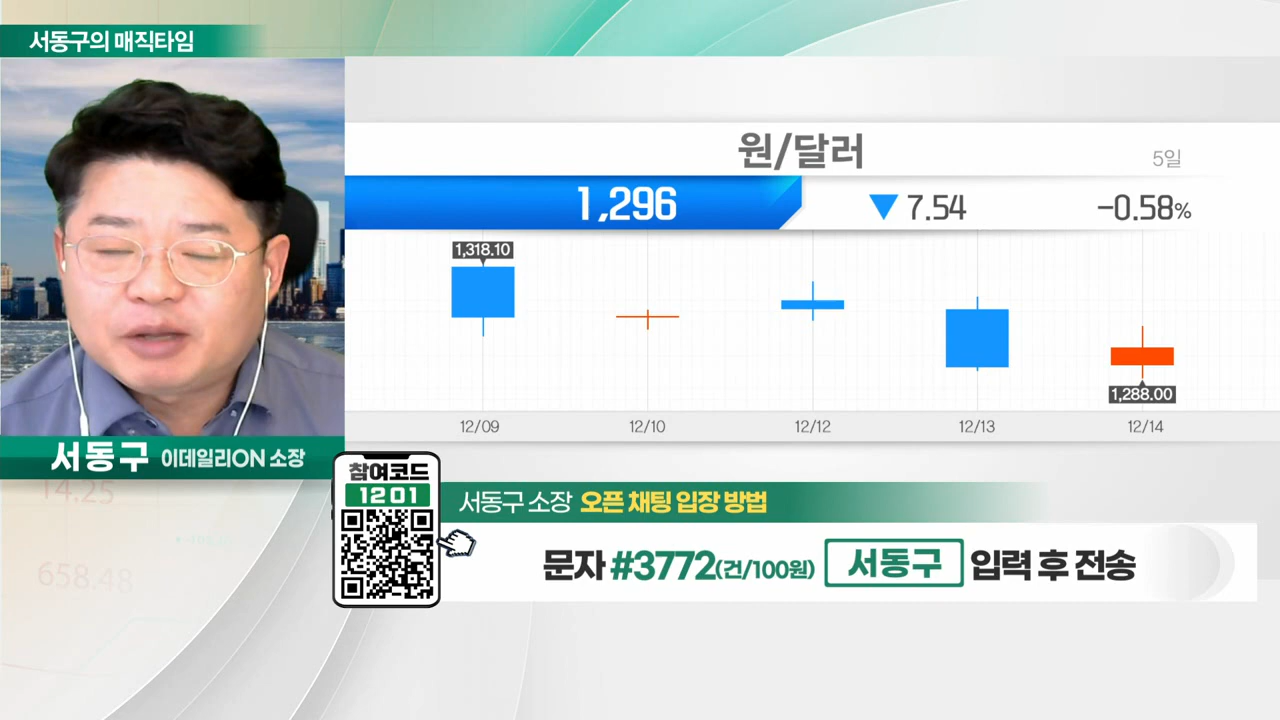 서동구의 매직타임
원/달러
5일
1,296
▼ 7.54
-0.58%
1,318.10
1,288.00
12/09
12/10
12/12
12/13
12/14
서동구 이데일리ON 소장
14.25
658.48
참여코드
1201
서동구 소장 오픈 채팅 입장 방법
문자 #3772(건/100원) 서동구 입력 후 전송